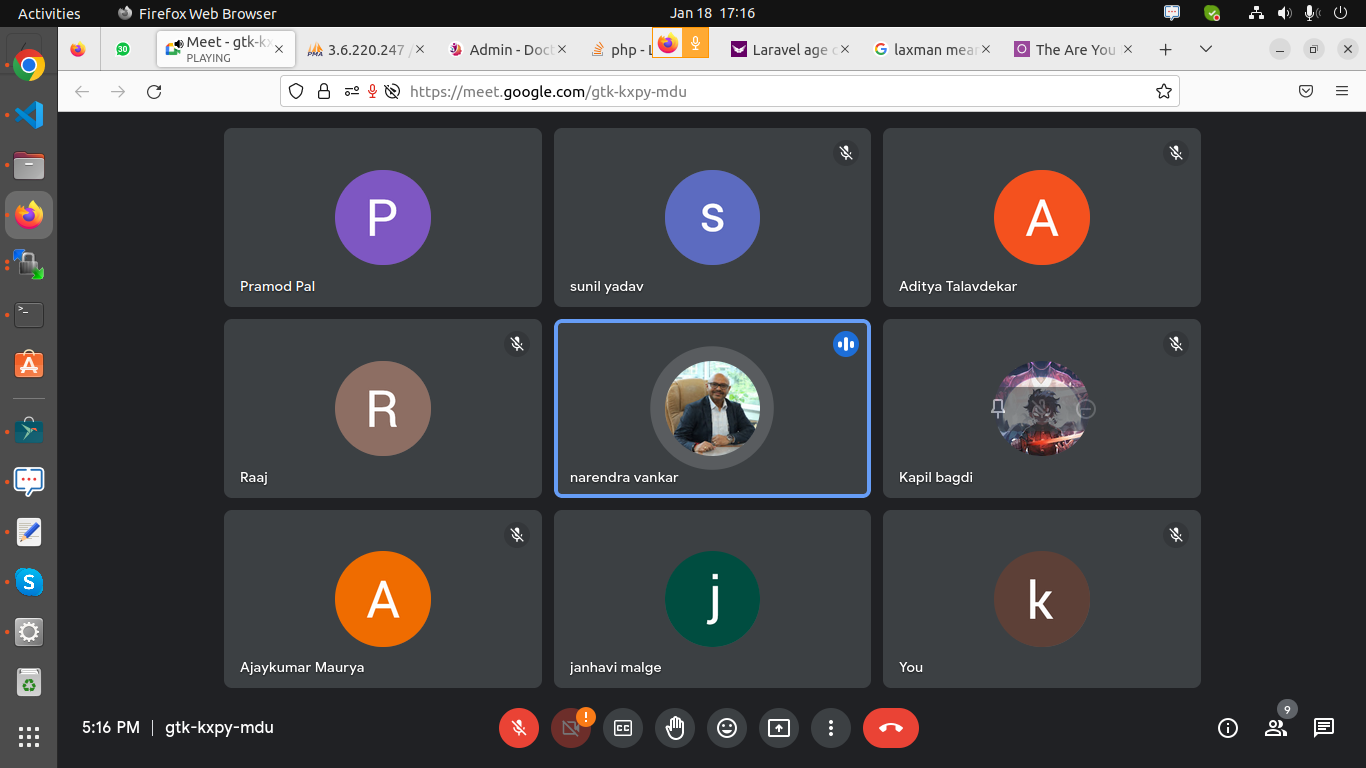 Activities
Firefox Web Browser
Jan 18 17:16
30
Meet - gtk-kx
PLAYING
PMA
3.6.220.247 /
Admin - Doct
php - L
Laravel age c
laxman mear
The Are You
https://meet.google.com/gtk-kxpy-mdu
P
Pramod Pal
s
sunil yadav
A
Aditya Talavdekar
R
Raaj
narendra vankar
Kapil bagdi
A
Ajaykumar Maurya
j
janhavi malge
k
You
5:16 PM | gtk-kxpy-mdu
!
CC
9